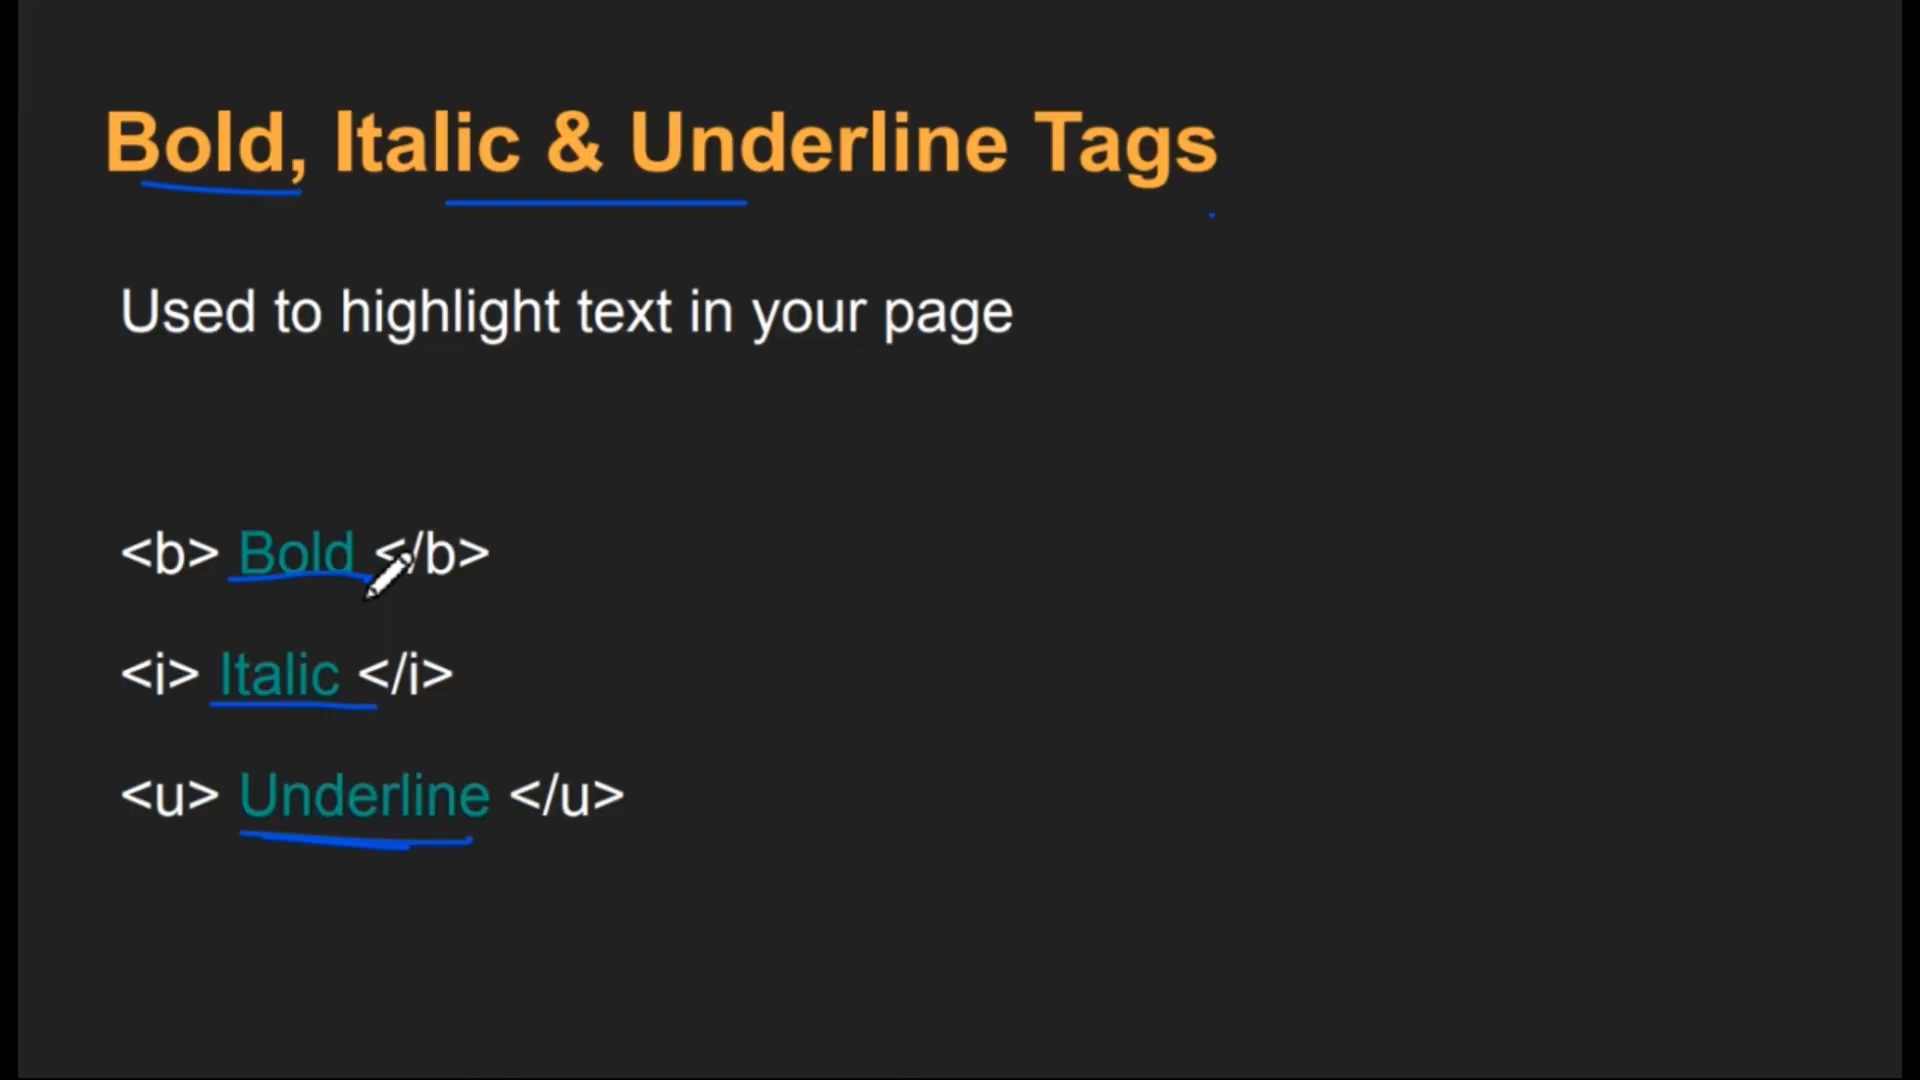 Bold, Italic & Underline Tags
Used to highlight text in your page
<b> Bold </b>
<i> Italic </i>
<u> Underline </u>